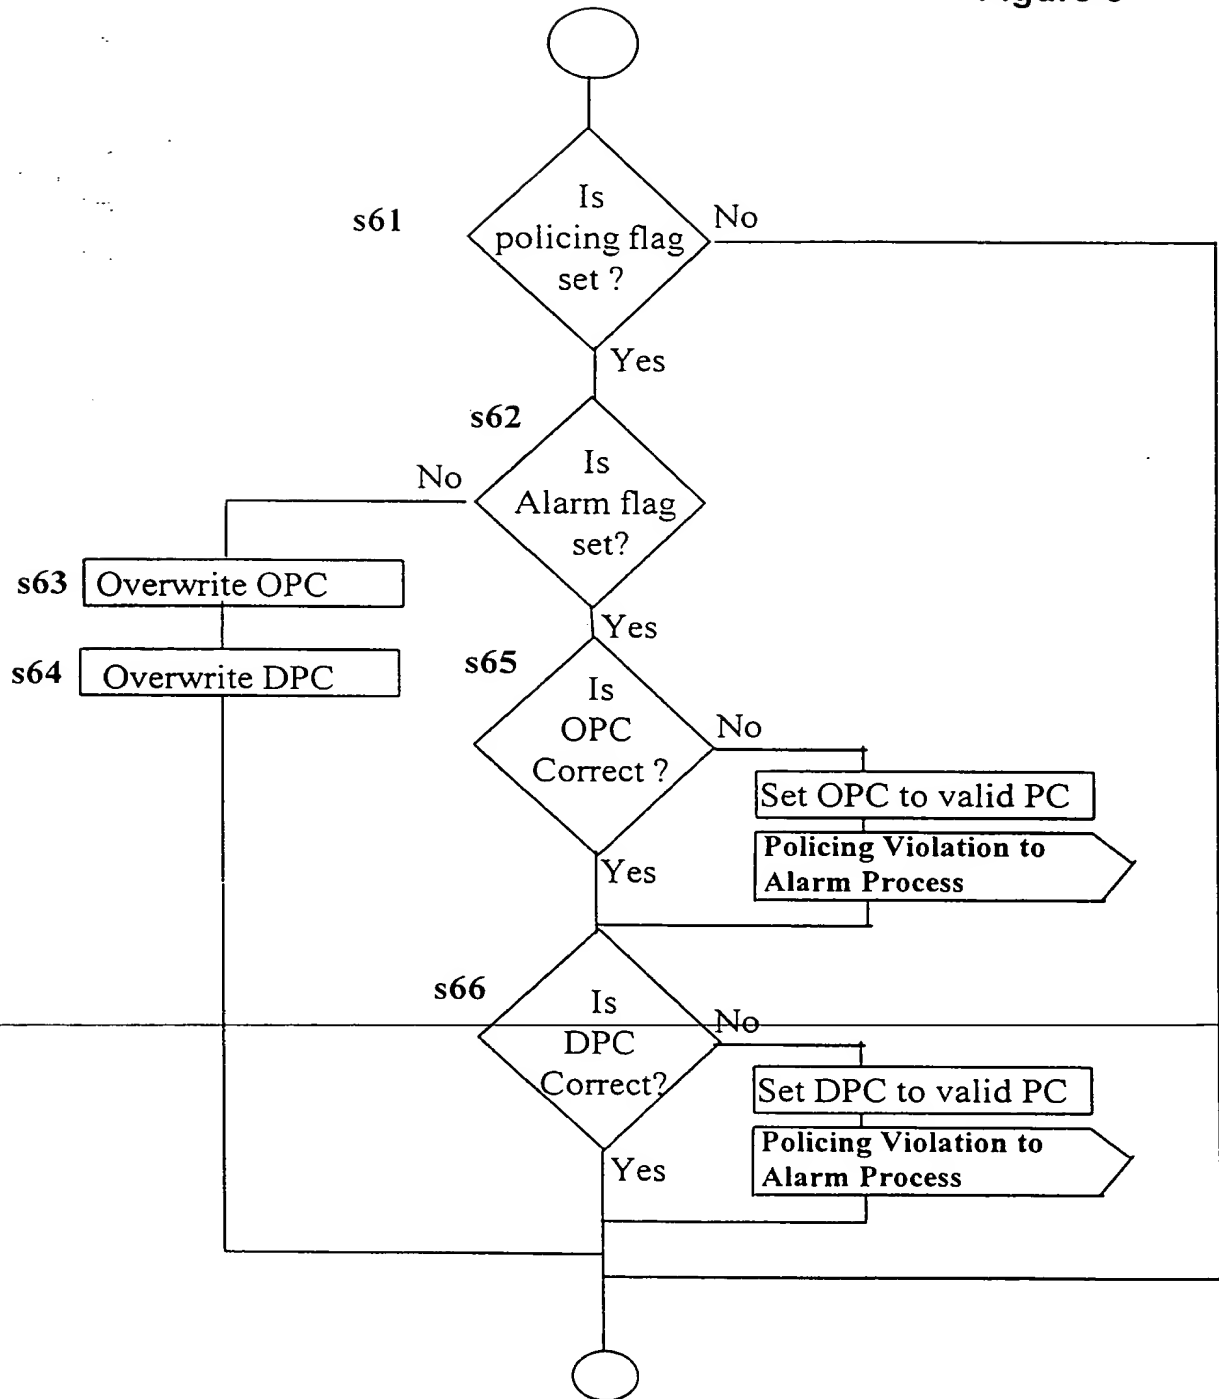 s61
Is
policing flag
set ?
No
Yes
s62
Is
Alarm flag
set?
No
Yes
s63
Overwrite OPC
s64
Overwrite DPC
s65
Is
OPC
Correct ?
No
Set OPC to valid PC
Policing Violation to
Alarm Process
Yes
s66
Is
DPC
Correct?
No
Set DPC to valid PC
Policing Violation to
Alarm Process
Yes